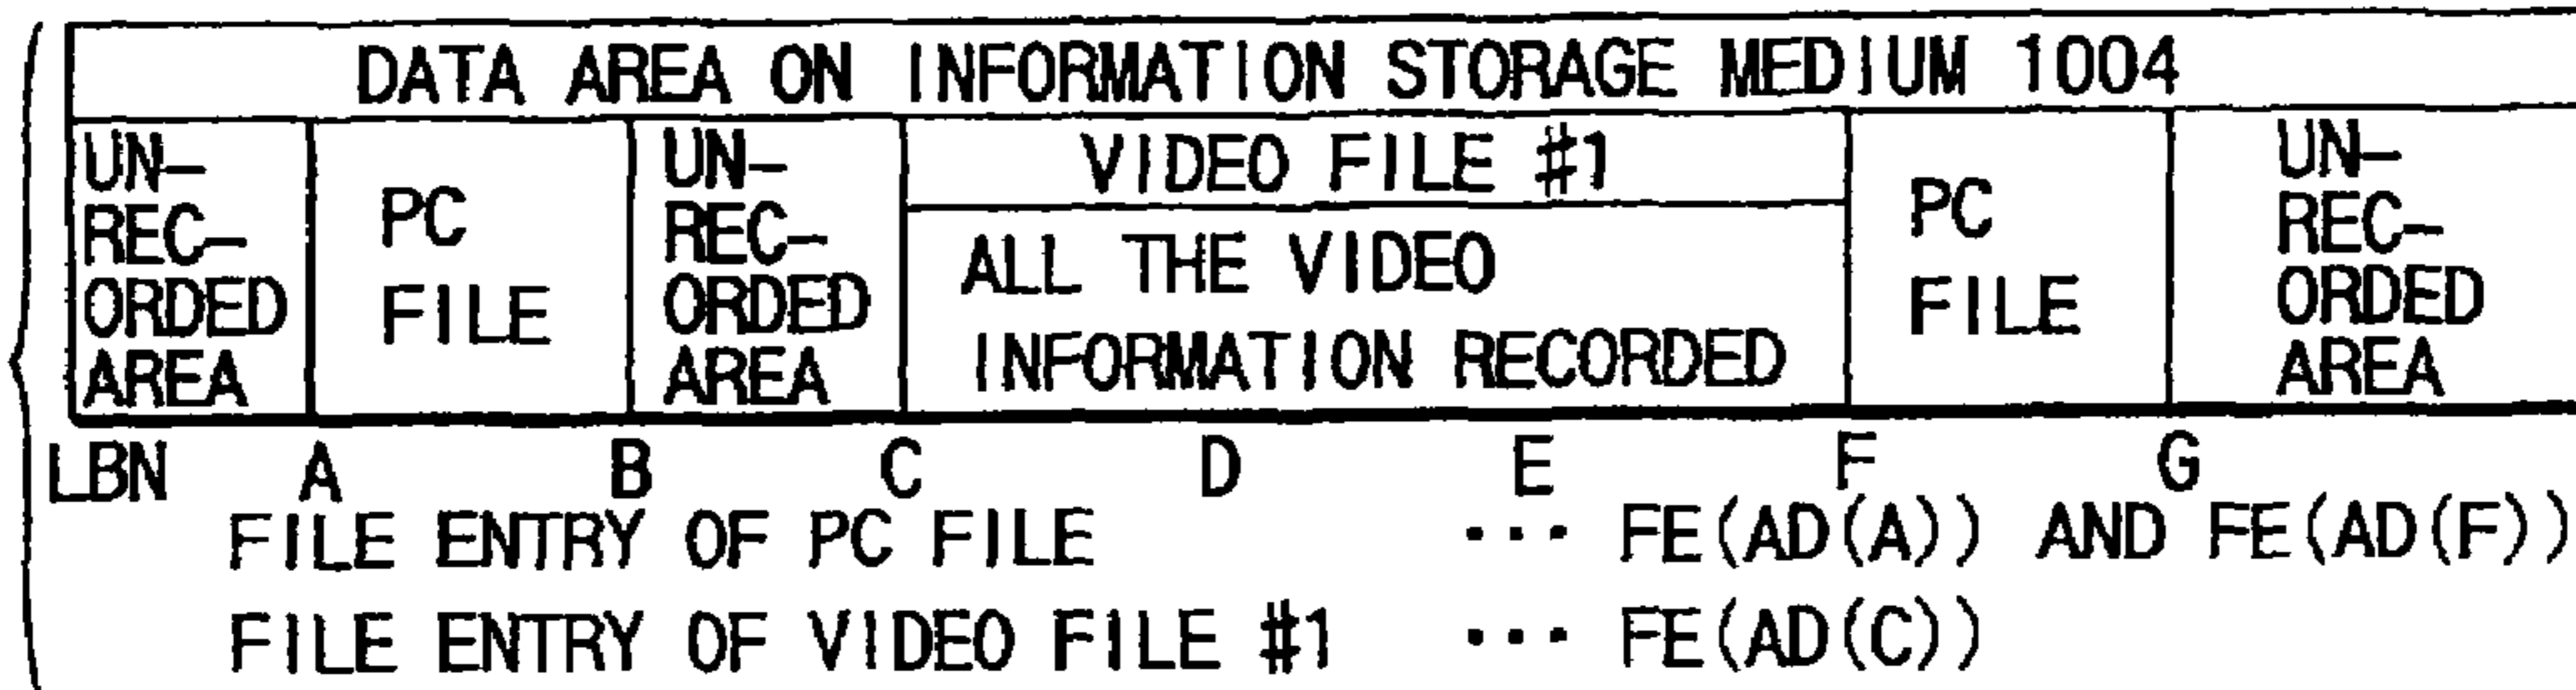 DATA AREA ON INFORMATION STORAGE MEDIUM 1004
UN-
REC-
ORDED
AREA
PC
FILE
UN-
REC-
ORDED
AREA
VIDEO FILE #1
ALL THE VIDEO
INFORMATION RECORDED
PC
FILE
UN-
REC-
ORDED
AREA
LBN A B C D E F G
FILE ENTRY OF PC FILE ··· FE(AD(A)) AND FE(AD(F))
FILE ENTRY OF VIDEO FILE #1 ··· FE(AD(C))